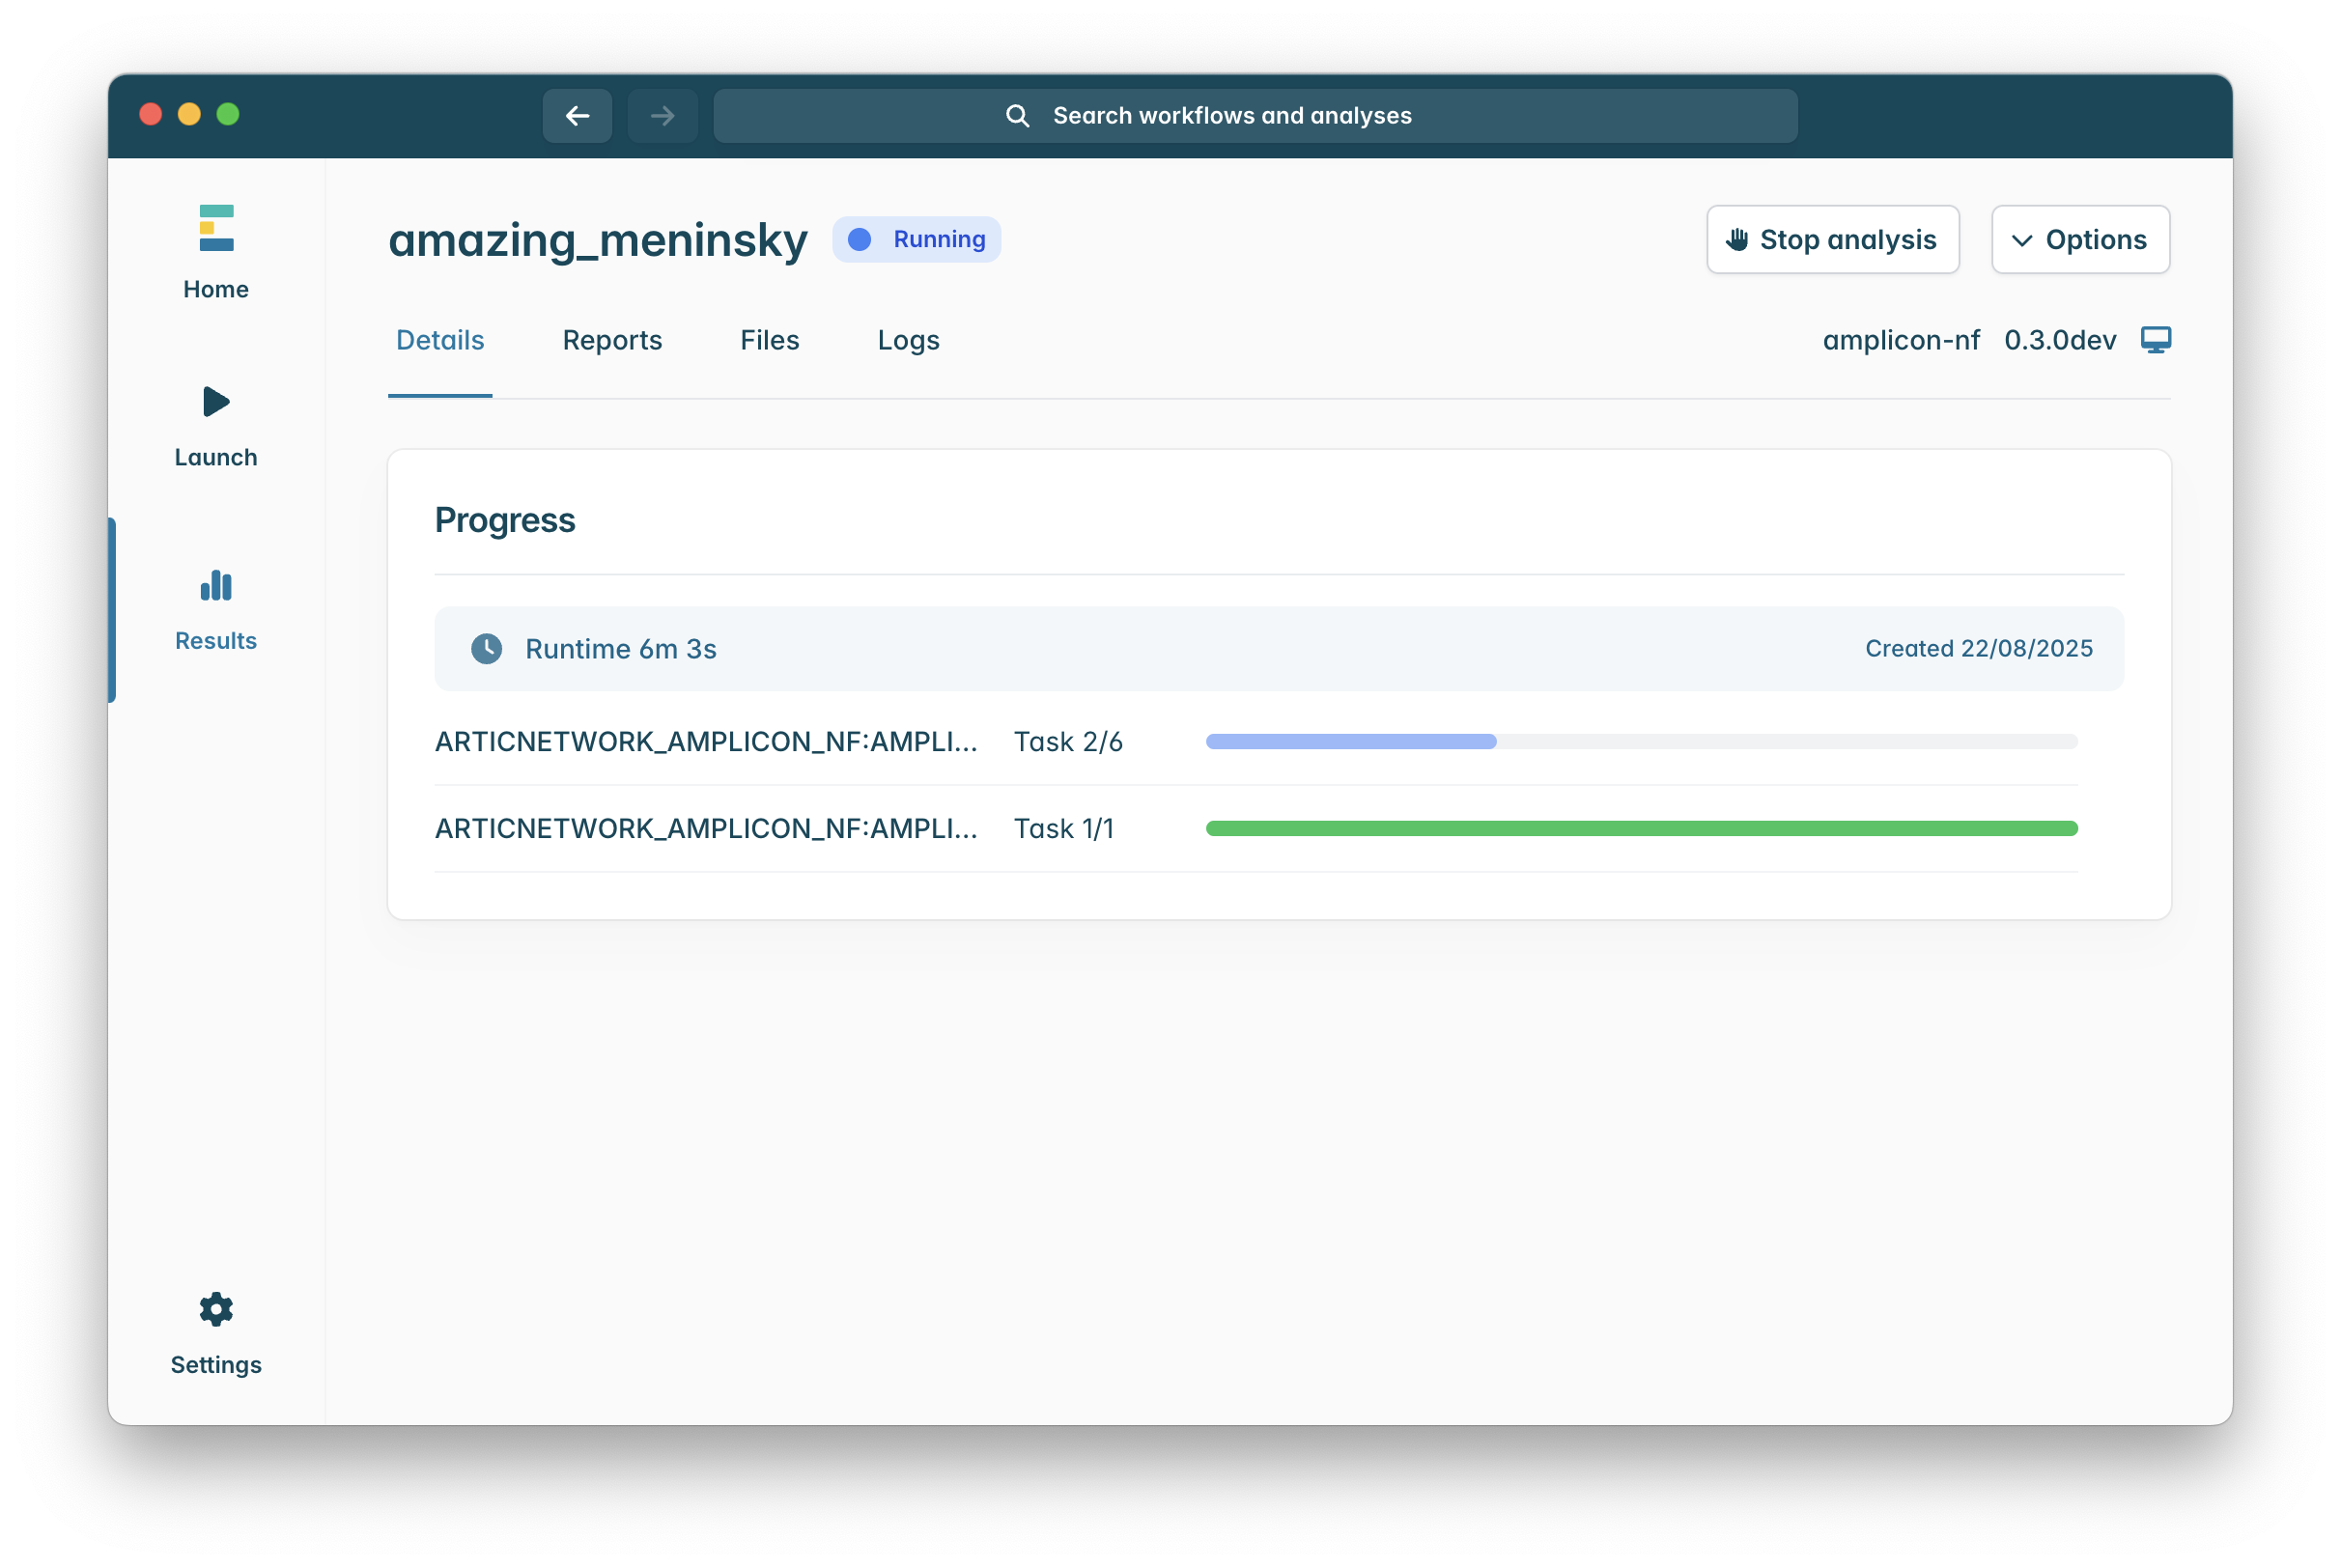 Search workflows and analyses
Home
Launch
Results
Settings
amazing_meninsky
Running
Stop analysis
Options
Details
Reports
Files
Logs
amplicon-nf 0.3.0dev
Progress
Runtime 6m 3s
Created 22/08/2025
ARTICNETWORK_AMPLICON_NF:AMPLI... Task 2/6
ARTICNETWORK_AMPLICON_NF:AMPLI... Task 1/1